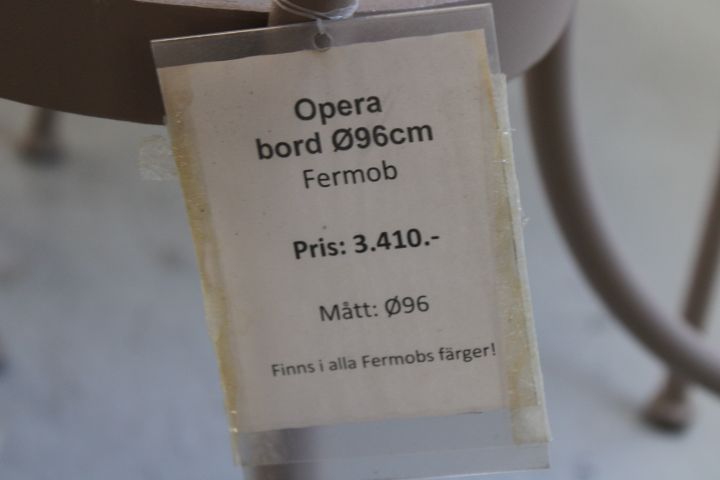 Opera
bord Ø96cm
Fermob
Pris: 3.410.-
Mått: Ø96
Finns i alla Fermobs färger!